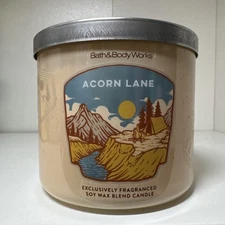 Bath&BodyWorks
ACORN LANE
EXCLUSIVELY FRAGRANCED
SOY WAX BLEND CANDLE